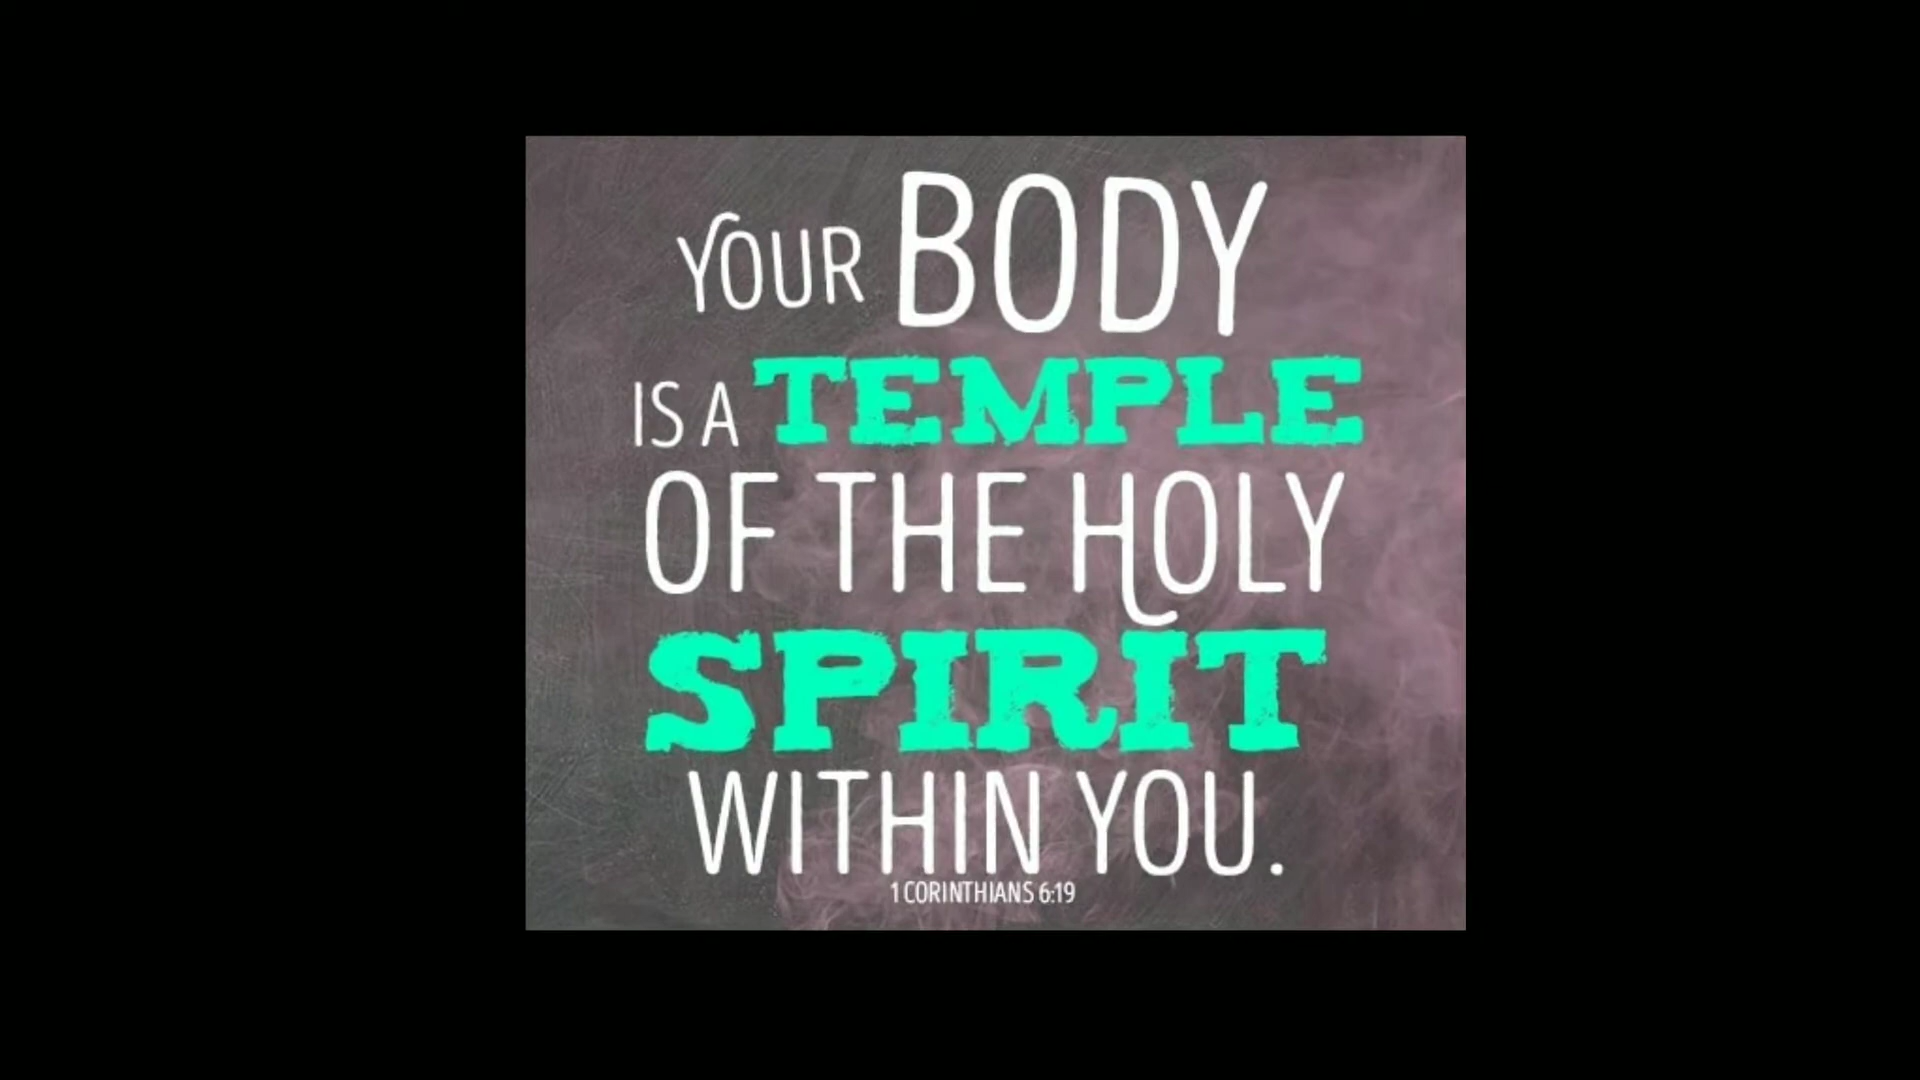 YOUR BODY
IS A TEMPLE
OF THE HOLY
SPIRIT
WITHIN YOU.
1 CORINTHIANS 6:19